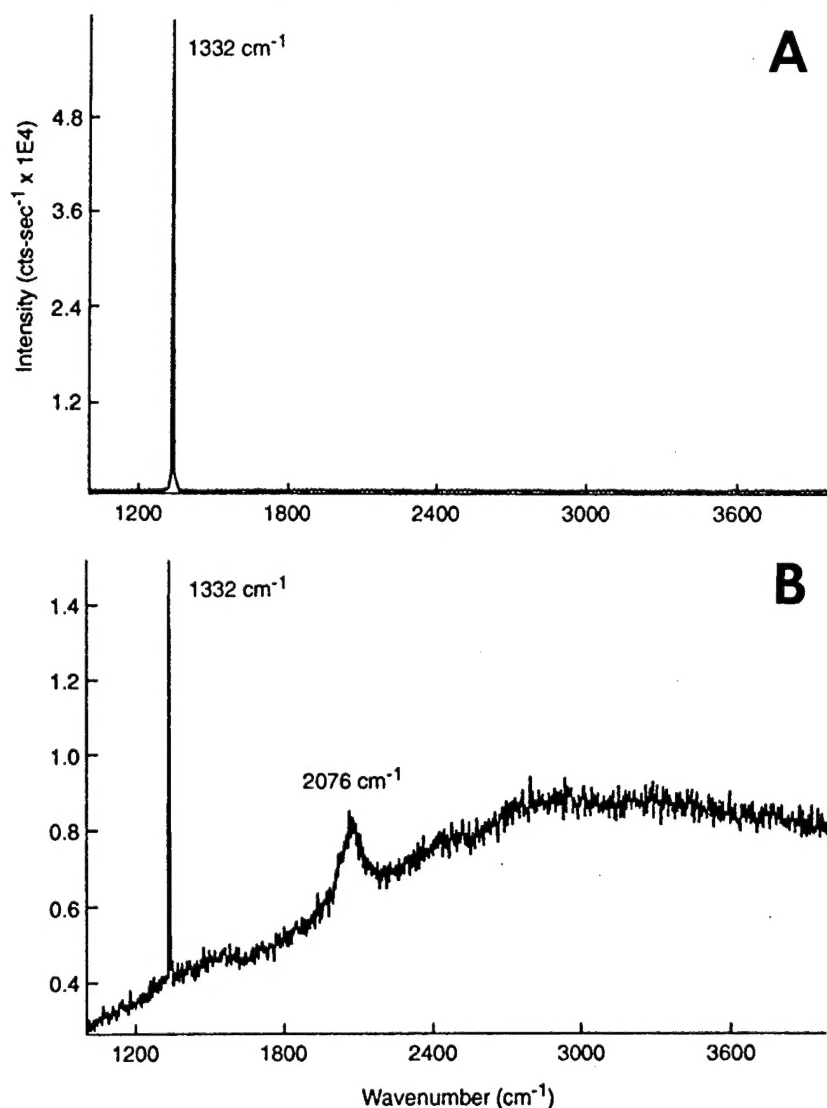 A
1332 cm⁻¹
Intensity (cts-sec⁻¹ x 1E4)
4.8
3.6
2.4
1.2
1200 1800 2400 3000 3600
B
1332 cm⁻¹
1.4
1.2
1.0
2076 cm⁻¹
0.8
0.6
0.4
1200 1800 2400 3000 3600
Wavenumber (cm⁻¹)